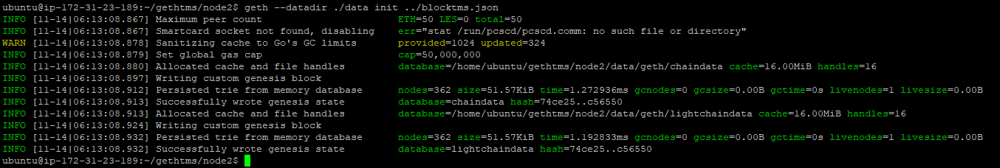 ubuntu@ip-172-31-23-189:~/gethtms/node2$ geth --datadir ./data init ../blocktms.json
INFO [11-14|06:13:08.867] Maximum peer count                       ETH=50 LES=0 total=50
INFO [11-14|06:13:08.867] Smartcard socket not found, disabling    err="stat /run/pcscd/pcscd.comm: no such file or directory"
WARN [11-14|06:13:08.878] Sanitizing cache to Go's GC limits       provided=1024 updated=324
INFO [11-14|06:13:08.879] Set global gas cap                       cap=50,000,000
INFO [11-14|06:13:08.880] Allocated cache and file handles         database=/home/ubuntu/gethtms/node2/data/geth/chaindata cache=16.00MiB handles=16
INFO [11-14|06:13:08.897] Writing custom genesis block
INFO [11-14|06:13:08.912] Persisted trie from memory database      nodes=362 size=51.57KiB time=1.272936ms gcnodes=0 gcsize=0.00B gctime=0s livenodes=1 livesize=0.00B
INFO [11-14|06:13:08.913] Successfully wrote genesis state         database=chaindata hash=74ce25..c56550
INFO [11-14|06:13:08.913] Allocated cache and file handles         database=/home/ubuntu/gethtms/node2/data/geth/lightchaindata cache=16.00MiB handles=16
INFO [11-14|06:13:08.924] Writing custom genesis block
INFO [11-14|06:13:08.932] Persisted trie from memory database      nodes=362 size=51.57KiB time=1.192833ms gcnodes=0 gcsize=0.00B gctime=0s livenodes=1 livesize=0.00B
INFO [11-14|06:13:08.932] Successfully wrote genesis state         database=lightchaindata hash=74ce25..c56550
ubuntu@ip-172-31-23-189:~/gethtms/node2$